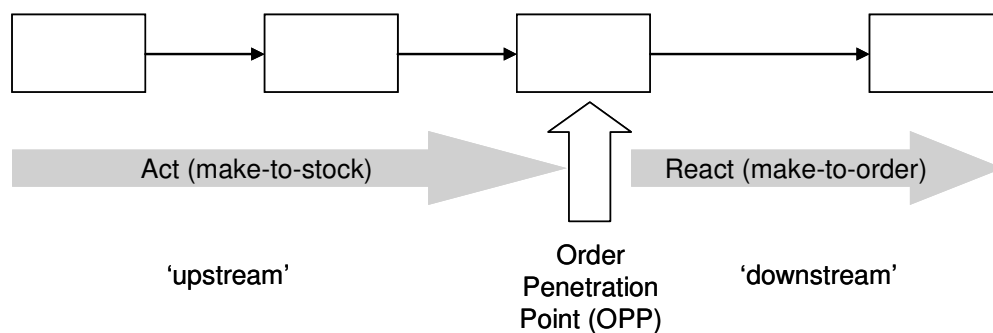 Act (make-to-stock)
React (make-to-order)
‘upstream’
Order
Penetration
Point (OPP)
‘downstream’